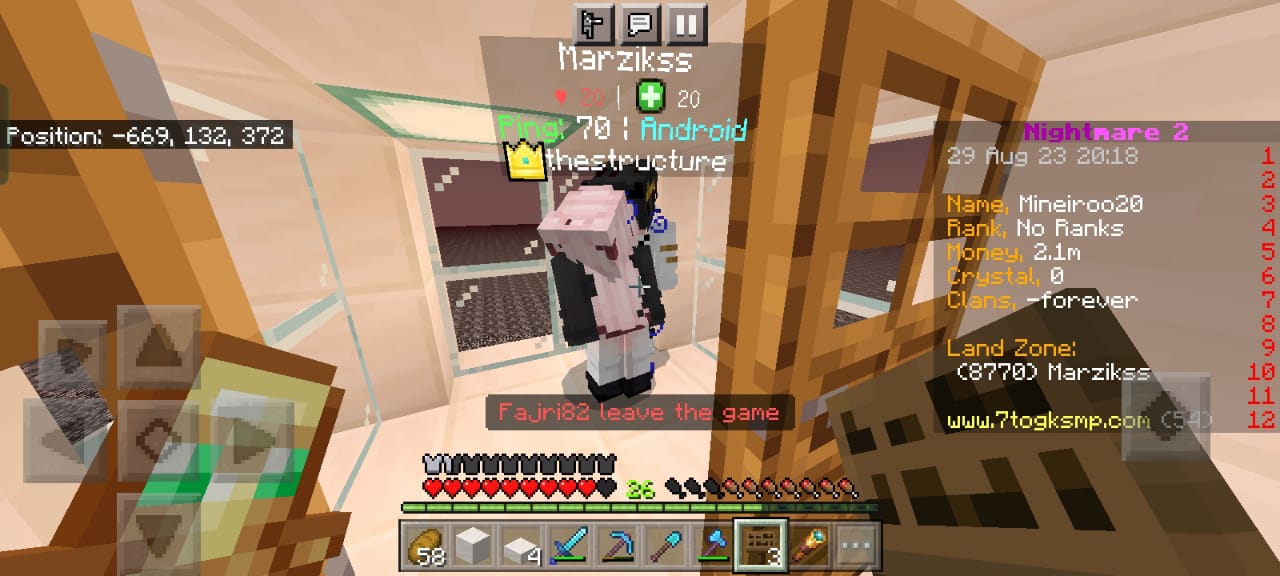 Marzikss
20 | 20
Ping: 70 | Android
thestructure
Position: -669, 132, 372
Nightmare 2
29 Aug 23 20:18 1
2
Name, Mineiroo20 3
Rank, No Ranks 4
Money, 2.1m 5
Crystal, 0 6
Clans, -forever 7
8
Land Zone: 9
(8770) Marzikss 10
11
www.7togksmp.com (54) 12
Fajri82 leave the game
26
58
4
3